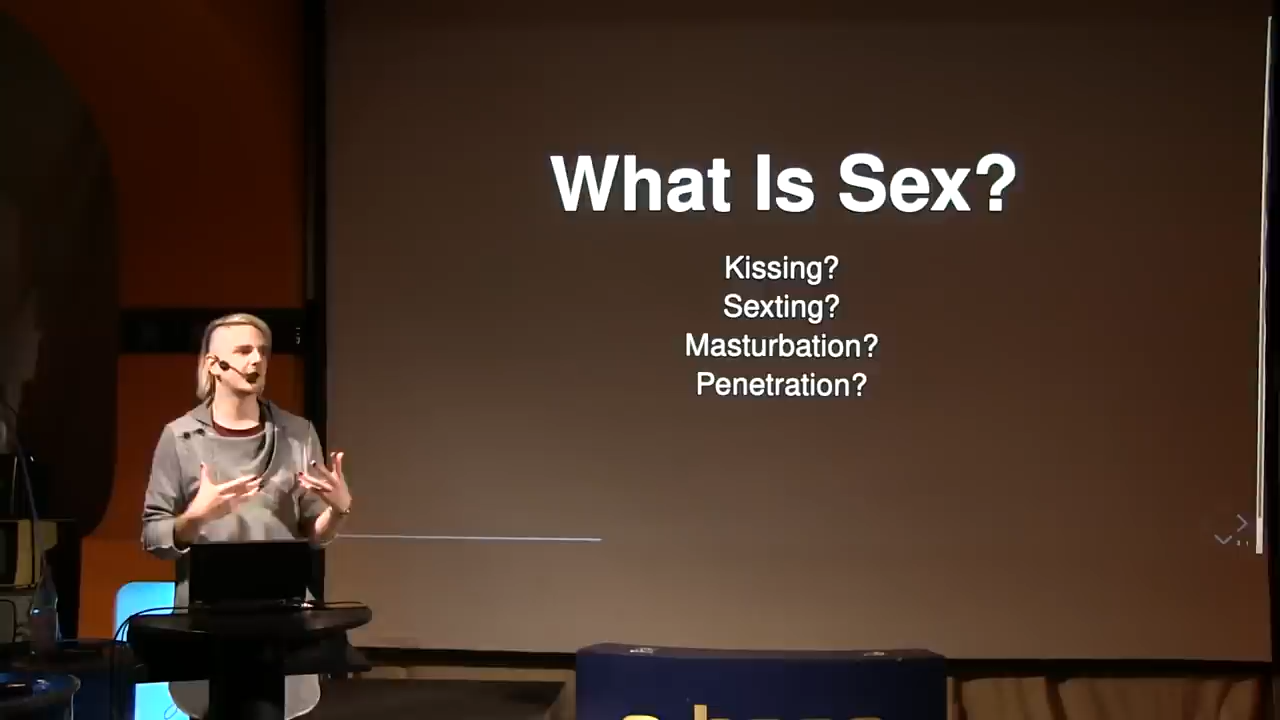 What Is Sex?
Kissing?
Sexting?
Masturbation?
Penetration?